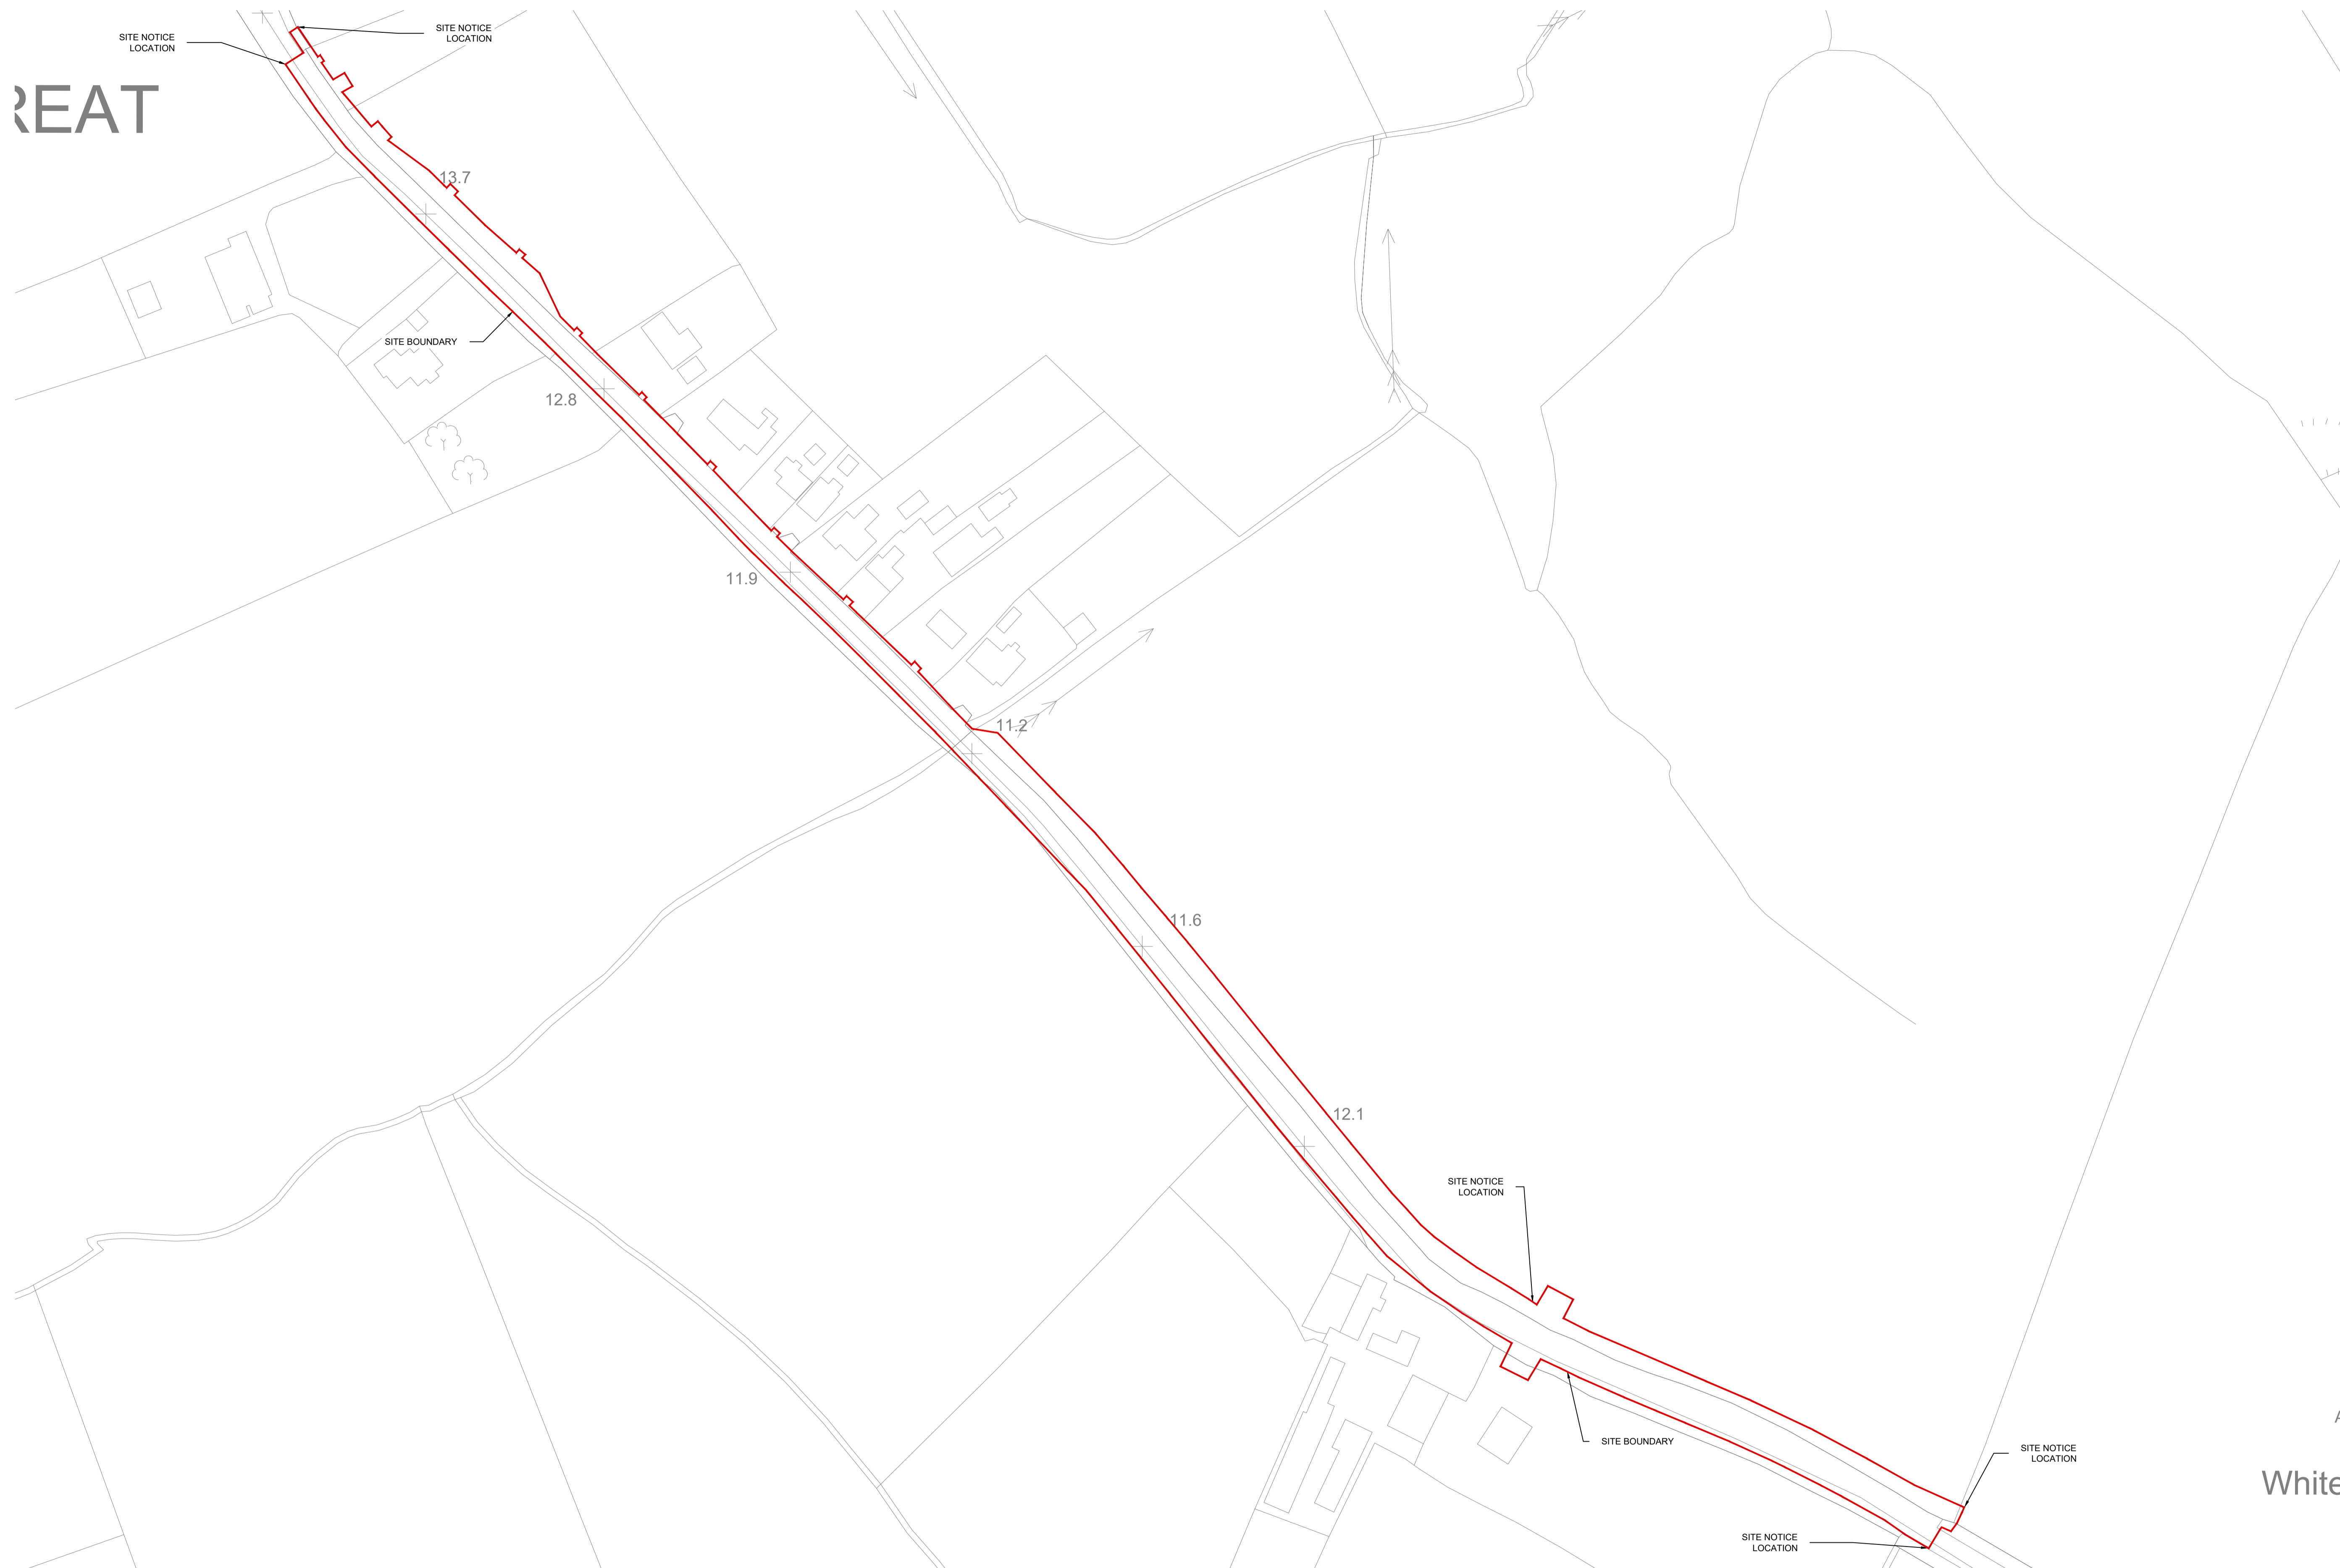 SITE NOTICE
LOCATION
SITE NOTICE
LOCATION
REAT
13.7
SITE BOUNDARY
12.8
11.9
11.2
11.6
12.1
SITE NOTICE
LOCATION
SITE BOUNDARY
SITE NOTICE
LOCATION
White
SITE NOTICE
LOCATION